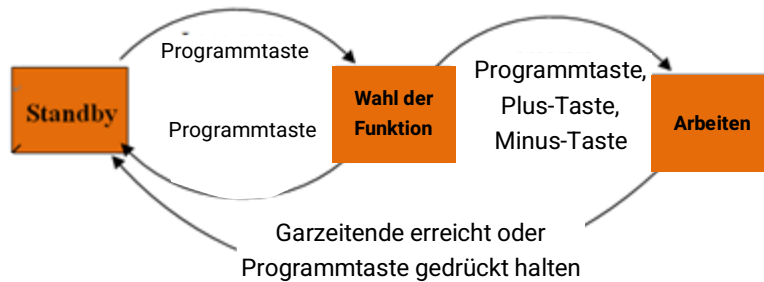 Programmtaste
Standby
Programmtaste
Wahl der
Funktion
Programmtaste,
Plus-Taste,
Minus-Taste
Arbeiten
Garzeitende erreicht oder
Programmtaste gedrückt halten